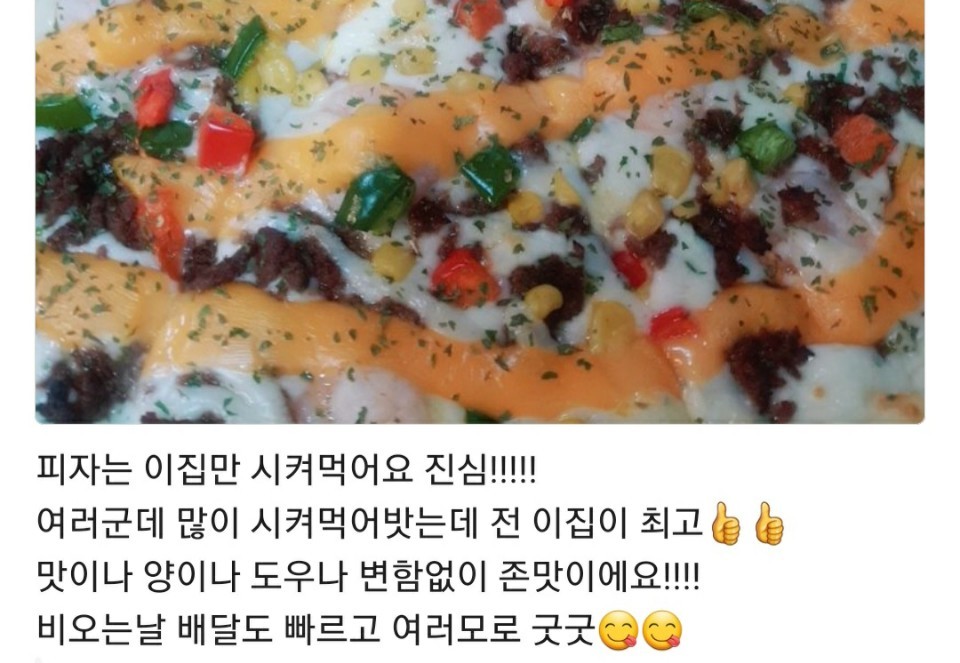 피자는 이집만 시켜먹어요 진심!!!!!
여러군데 많이 시켜먹어밧는데 전 이집이 최고👍👍
맛이나 양이나 도우나 변함없이 존맛이에요!!!!
비오는날 배달도 빠르고 여러모로 굿굿😋😋